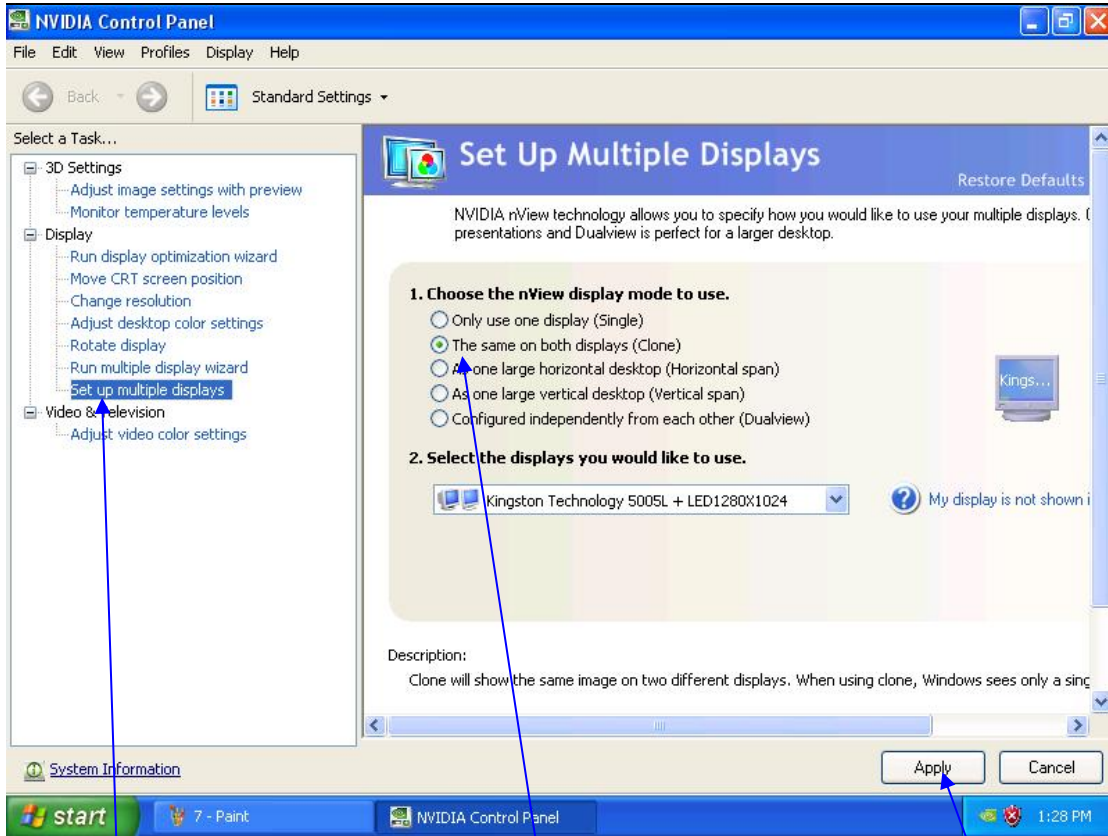 NVIDIA Control Panel
File Edit View Profiles Display Help
Back
Standard Settings
Select a Task...
3D Settings
Adjust image settings with preview
Monitor temperature levels
Display
Run display optimization wizard
Move CRT screen position
Change resolution
Adjust desktop color settings
Rotate display
Run multiple display wizard
Set up multiple displays
Video & Television
Adjust video color settings
Set Up Multiple Displays
Restore Defaults
NVIDIA nView technology allows you to specify how you would like to use your multiple displays.
presentations and Dualview is perfect for a larger desktop.
1. Choose the nView display mode to use.
Only use one display (Single)
The same on both displays (Clone)
As one large horizontal desktop (Horizontal span)
As one large vertical desktop (Vertical span)
Configured independently from each other (Dualview)
Kings...
2. Select the displays you would like to use.
Kingston Technology 5005L + LED1280X1024
My display is not shown i
Description:
Clone will show the same image on two different displays. When using clone, Windows sees only a sing
System Information
Apply
Cancel
start
7 - Paint
NVIDIA Control Panel
1:28 PM